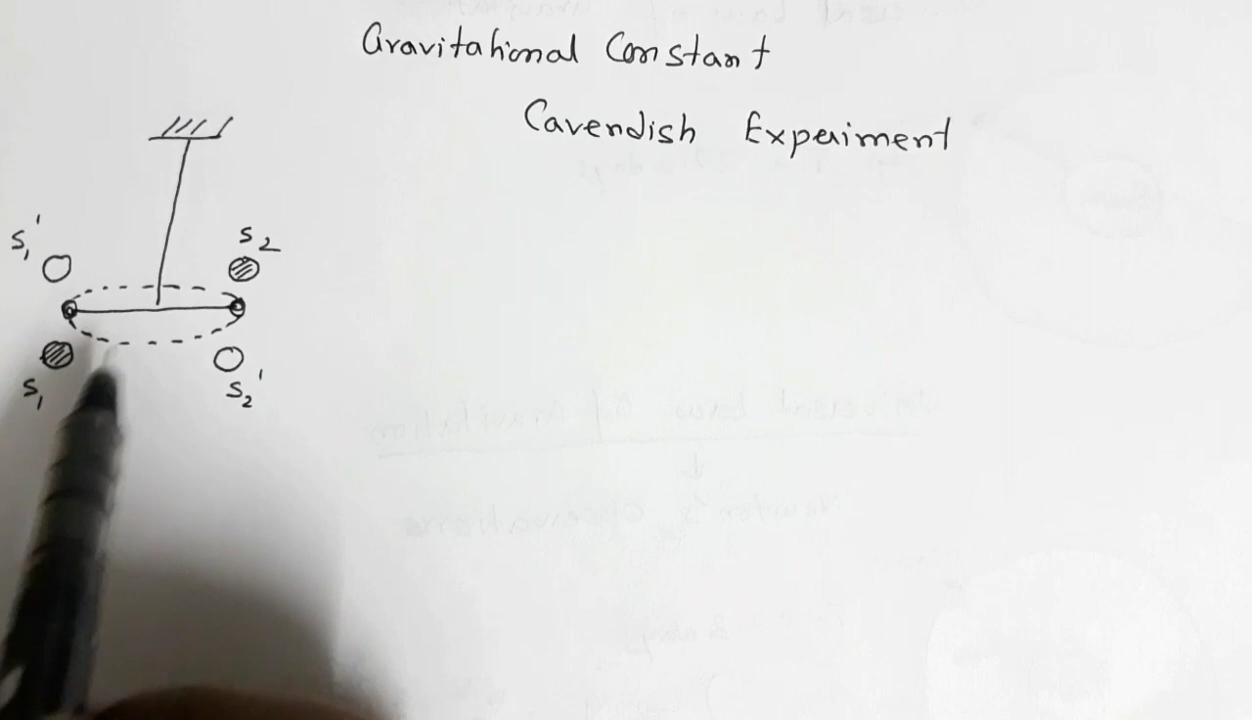 Gravitational Constant
Cavendish Experiment
S₁' S₂
S₁ S₂'